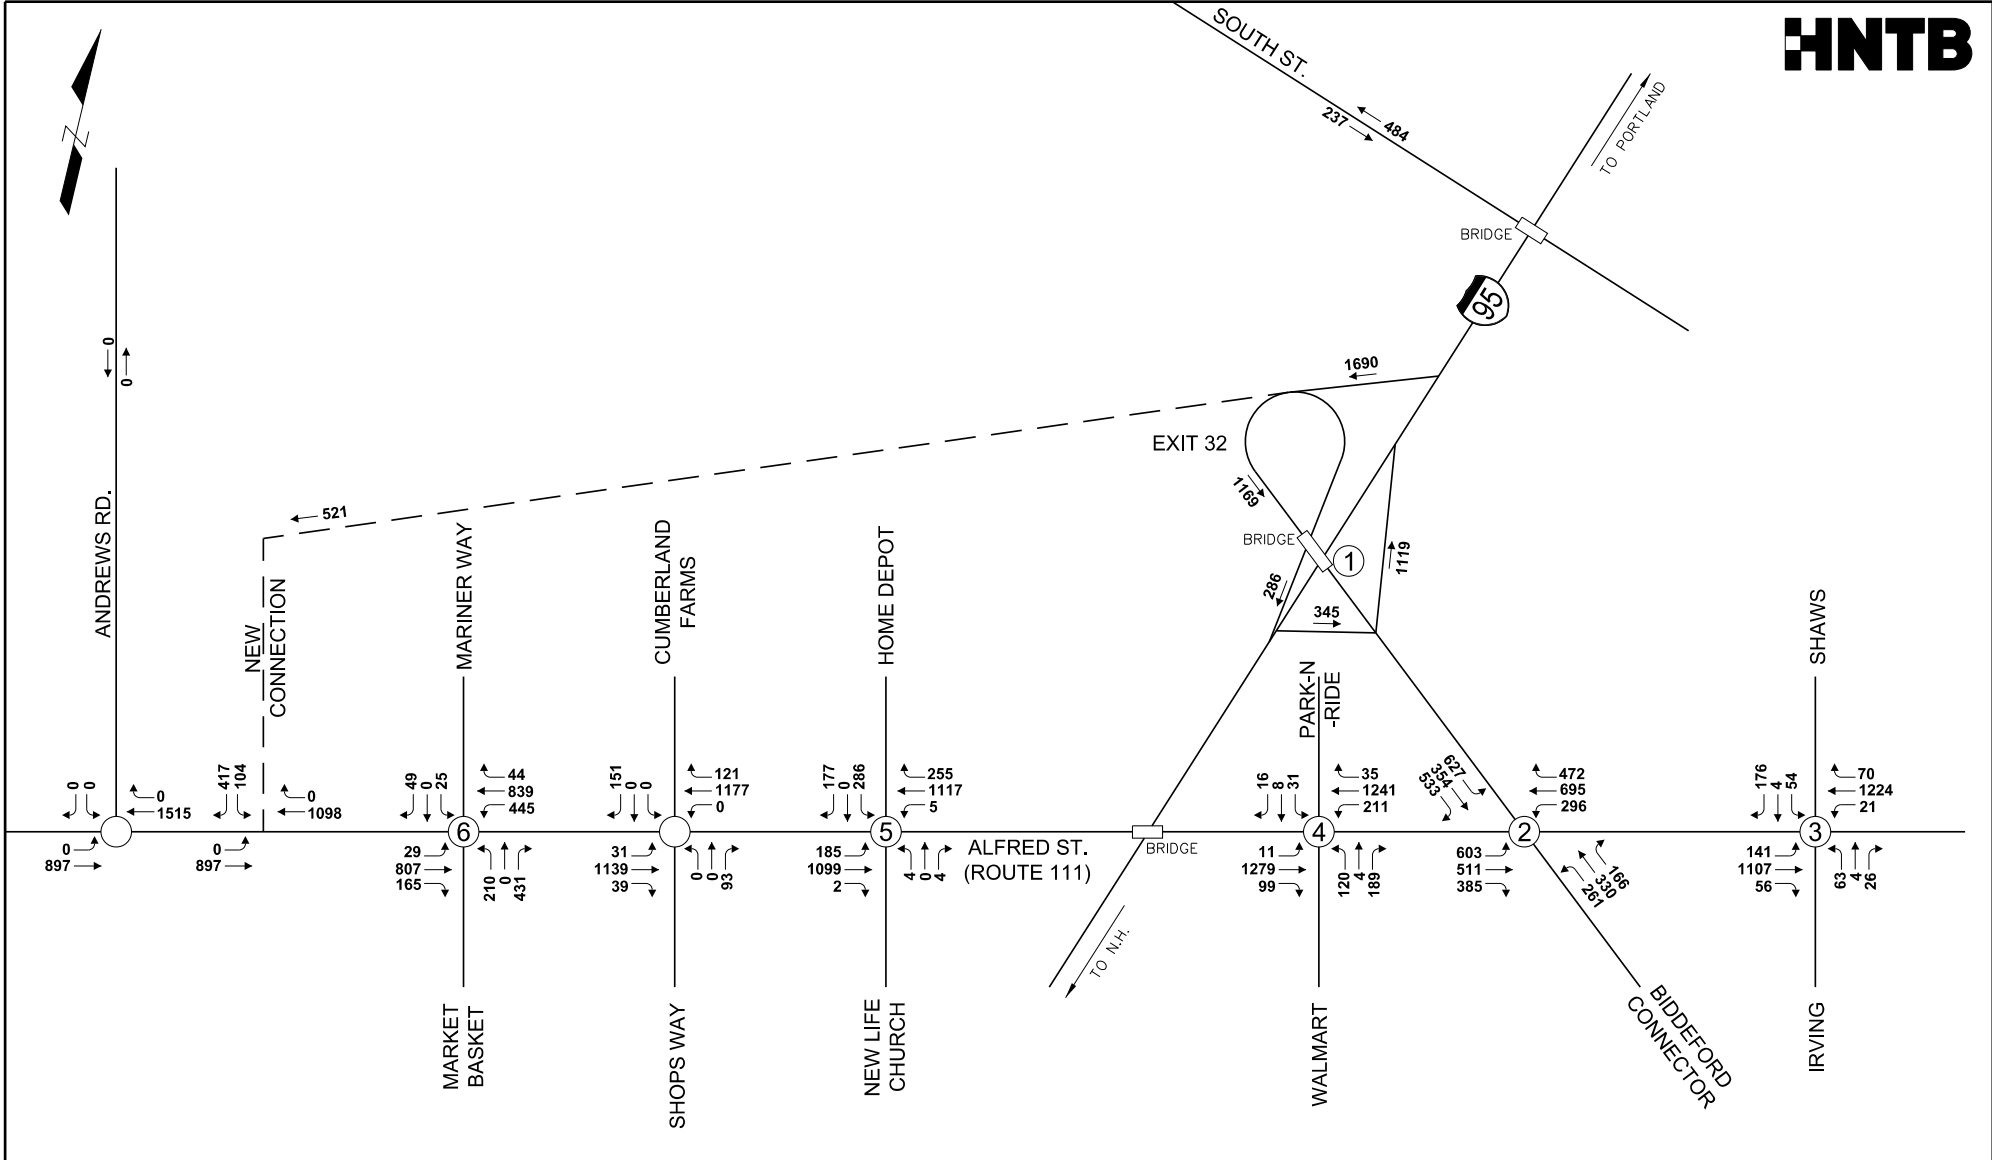 HNTB
SOUTH ST.
237
484
TO PORTLAND
BRIDGE
95
Z
0
0
1690
EXIT 32
1169
521
BRIDGE
1
1119
286
345
ANDREWS RD.
NEW
CONNECTION
MARINER WAY
CUMBERLAND
FARMS
HOME DEPOT
PARK-N
-RIDE
SHAWS
0 0
0
1515
0
897
417 104
0
1098
0
897
49 0 25
44
839
445
6
29
807
165
210 0 431
151 0 0
121
1177
0
31
1139
39
0 0 93
177 0 286
255
1117
5
5
185
1099
2
4 0 4
ALFRED ST.
(ROUTE 111)
BRIDGE
16 8 31
35
1241
211
4
11
1279
99
120 4 189
627
354
533
472
695
296
2
603
511
385
166
330
261
176 4 54
70
1224
21
3
141
1107
56
63 4 26
TO N.H.
MARKET
BASKET
SHOPS WAY
NEW LIFE
CHURCH
WALMART
BIDDEFORD
CONNECTOR
IRVING